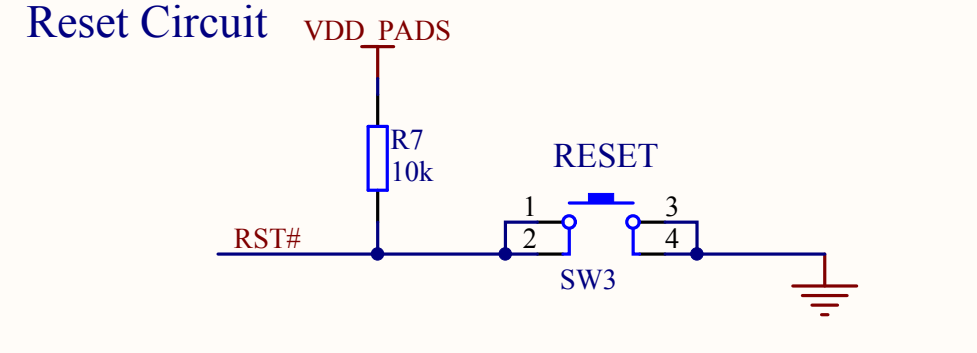 Reset Circuit
VDD_PADS
R7
10k
RESET
1
3
RST#
2
4
SW3